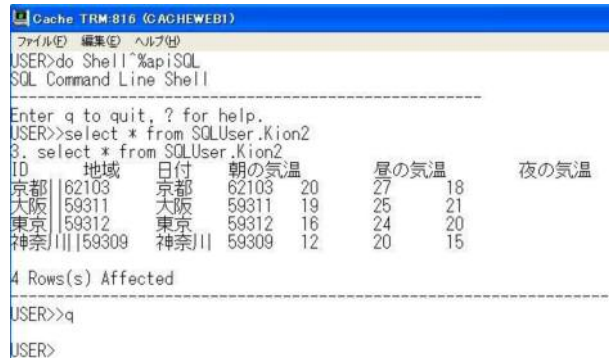 Cache TRM:816 (CACHEWEB1)
ファイル(F) 編集(E) ヘルプ(H)
USER>do Shell^%apiSQL
SQL Command Line Shell
----------------------------------------------------
Enter q to quit, ? for help.
USER>>select * from SQLUser.Kion2
3. select * from SQLUser.Kion2
ID 地域 日付 朝の気温 昼の気温 夜の気温
京都||62103 京都 62103 20 27 18
大阪||59311 大阪 59311 19 25 21
東京||59312 東京 59312 16 24 20
神奈川||59309 神奈川 59309 12 20 15
4 Rows(s) Affected
--------------------------------------------------------------------
USER>>q
USER>